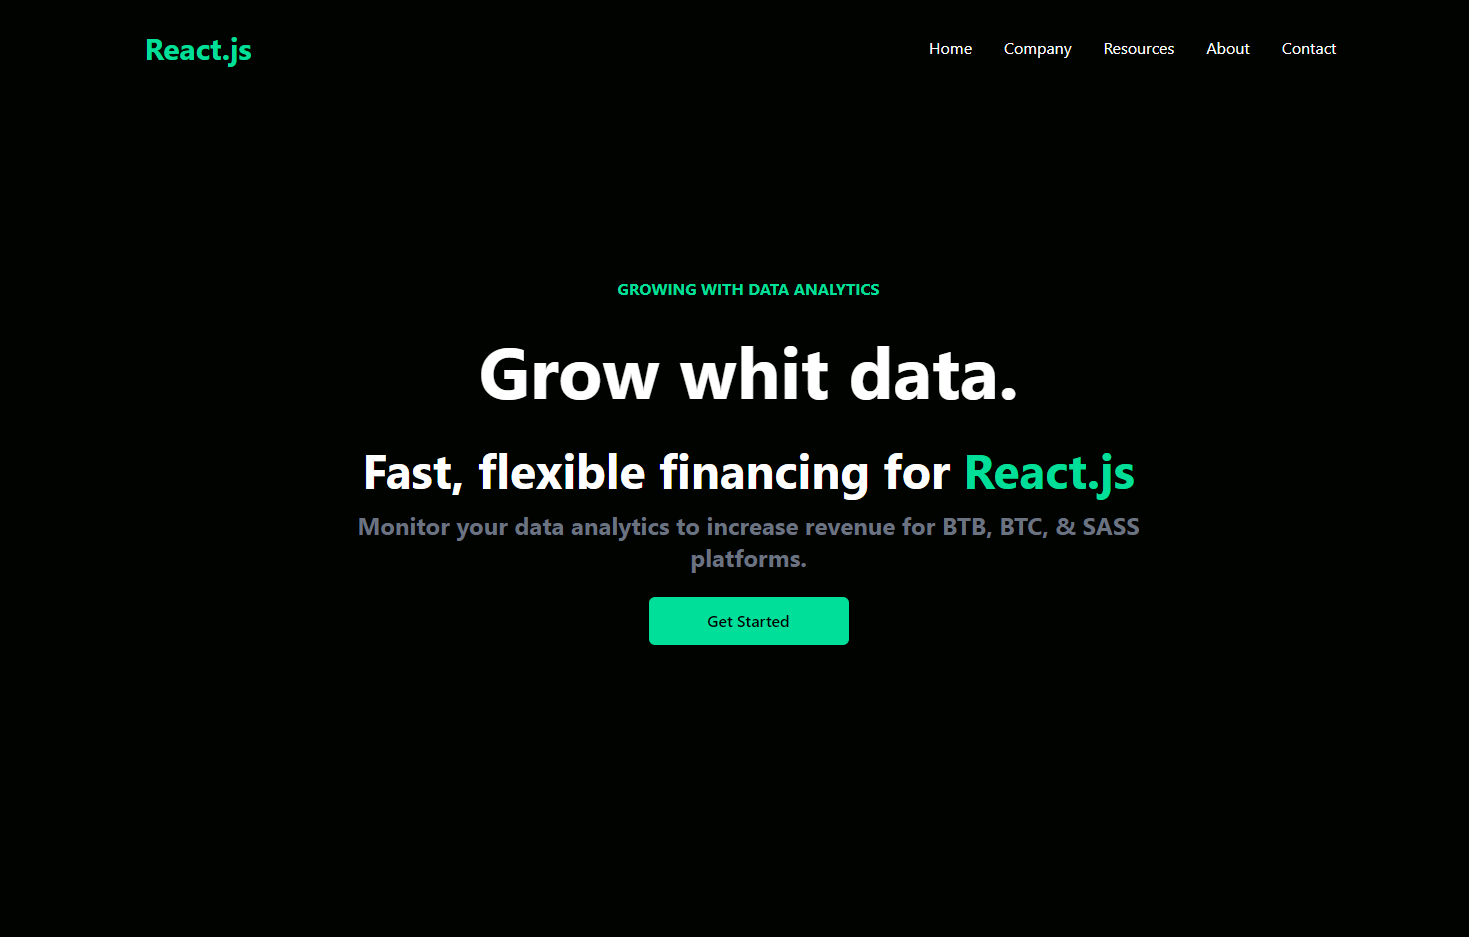 React.js
Home Company Resources About Contact
GROWING WITH DATA ANALYTICS
Grow whit data.
Fast, flexible financing for React.js
Monitor your data analytics to increase revenue for BTB, BTC, & SASS
platforms.
Get Started